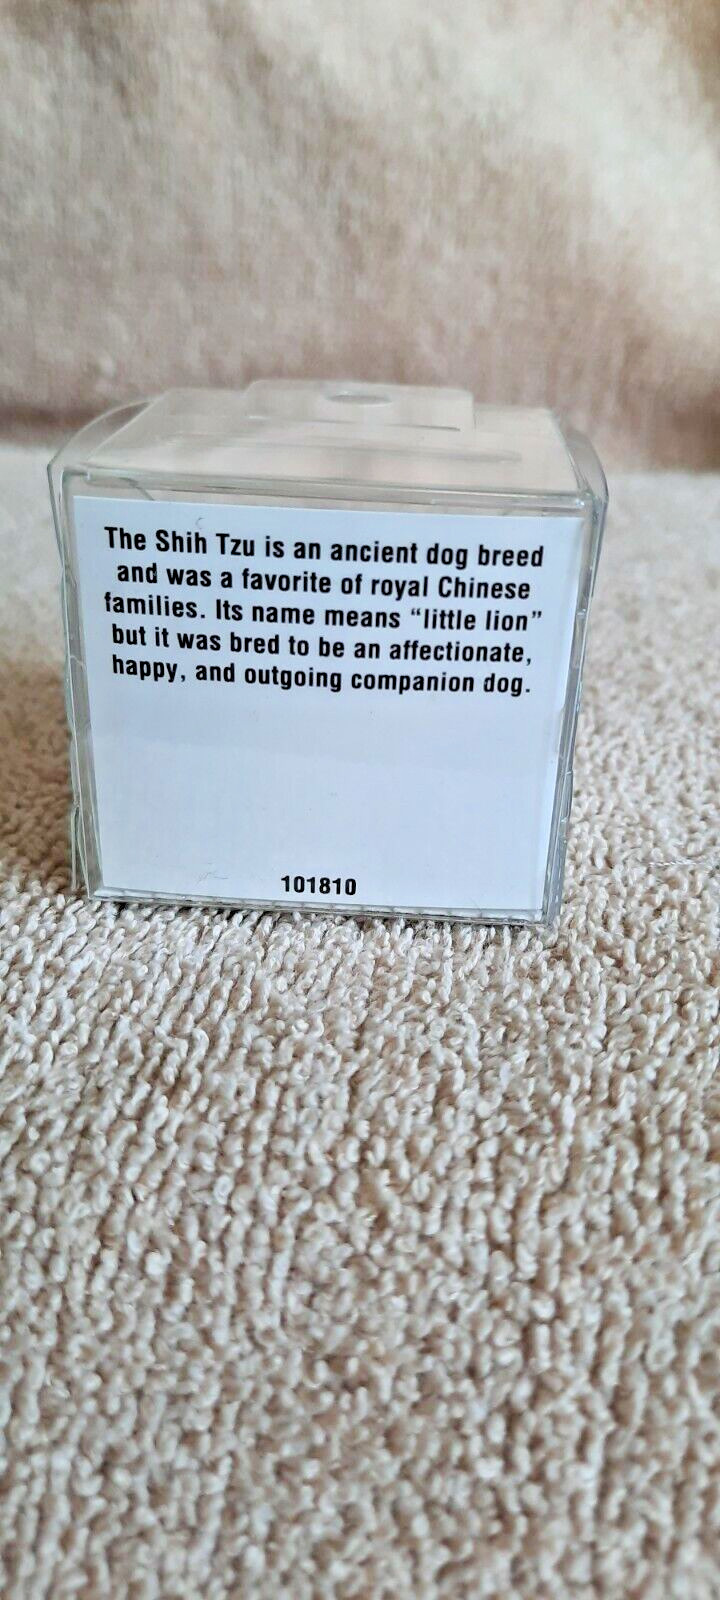 The Shih Tzu is an ancient dog breed
and was a favorite of royal Chinese
families. Its name means “little lion”
but it was bred to be an affectionate,
happy, and outgoing companion dog.
101810